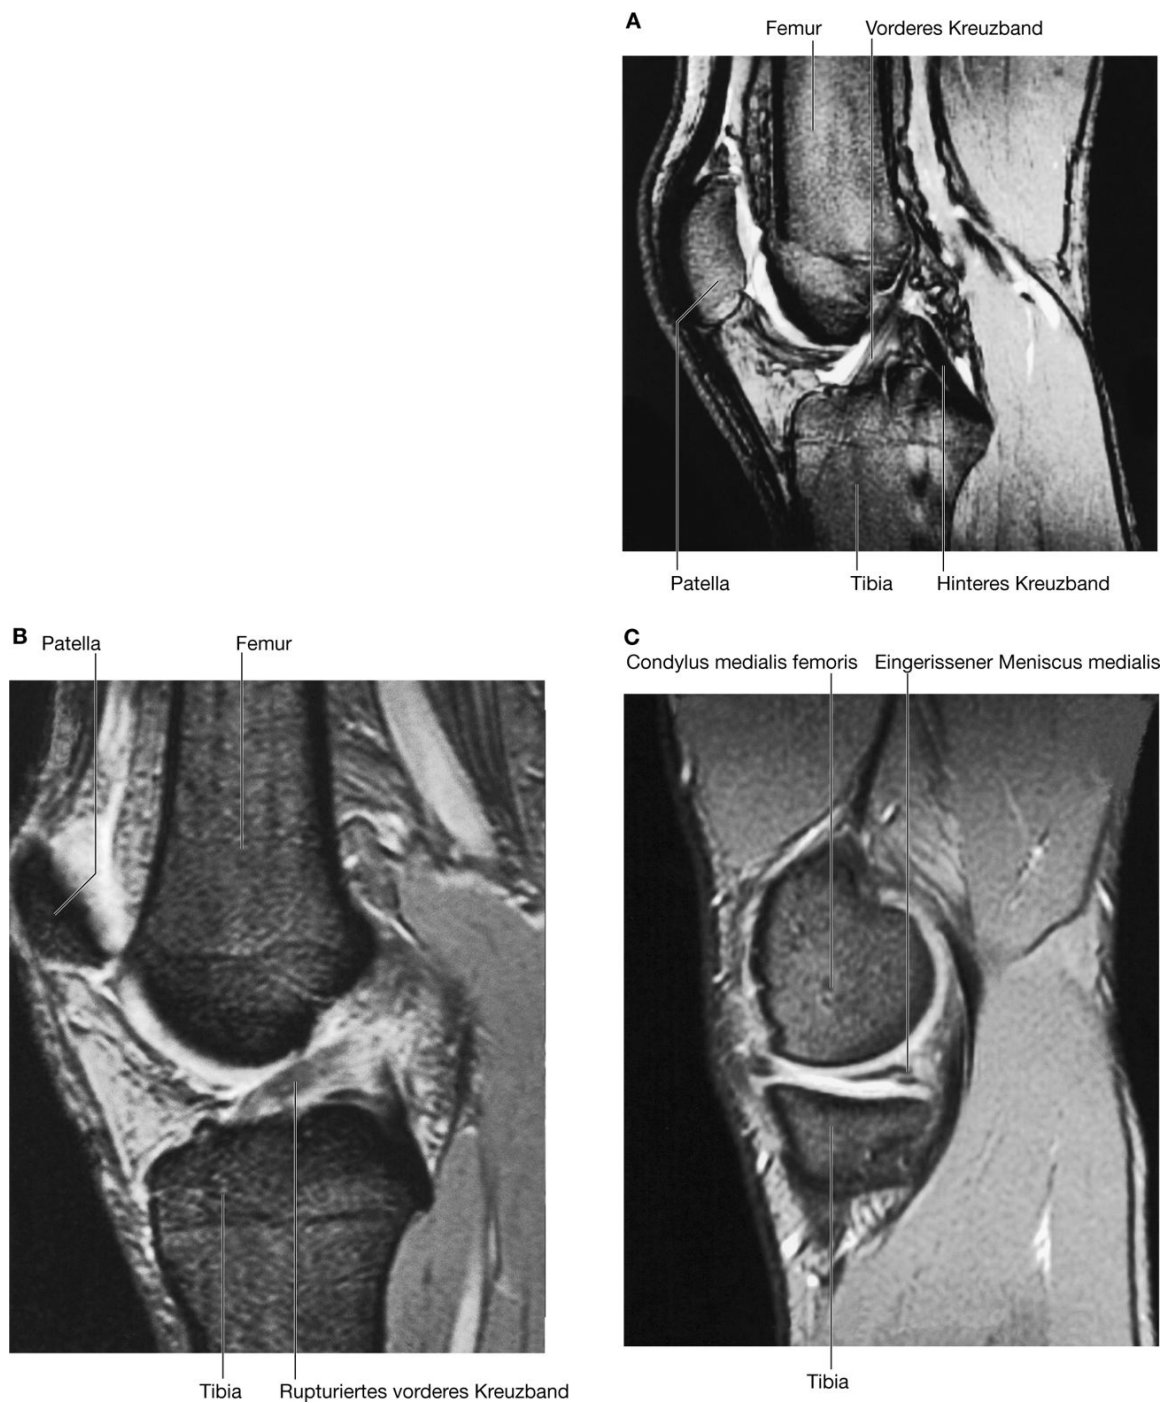 A
Femur Vorderes Kreuzband
Patella Tibia Hinteres Kreuzband
B
Patella Femur
Tibia Rupturiertes vorderes Kreuzband
C
Condylus medialis femoris Eingerissener Meniscus medialis
Tibia